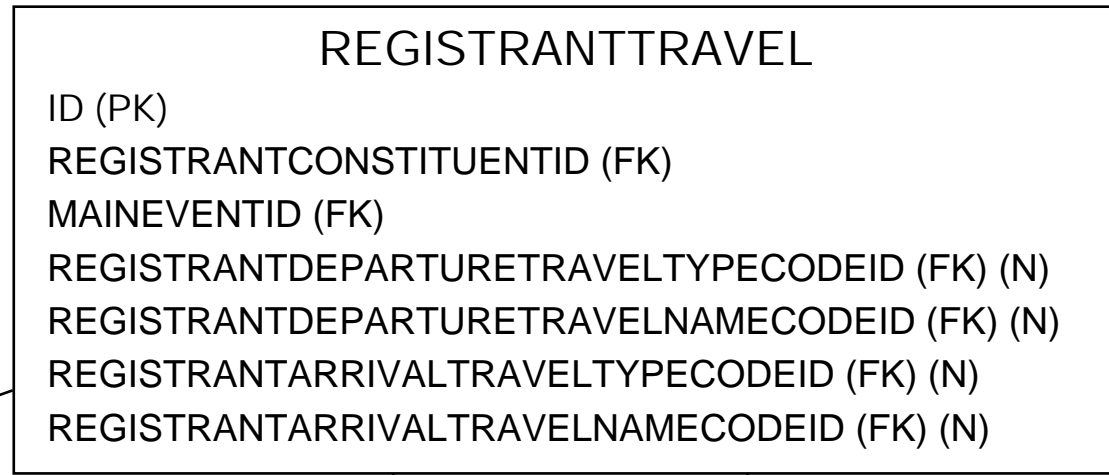 REGISTRANTTRAVEL
ID (PK)
REGISTRANTCONSTITUENTID (FK)
MAINEVENTID (FK)
REGISTRANTDEPARTURETRAVELTYPECODEID (FK) (N)
REGISTRANTDEPARTURETRAVELNAMECODEID (FK) (N)
REGISTRANTARRIVALTRAVELTYPECODEID (FK) (N)
REGISTRANTARRIVALTRAVELNAMECODEID (FK) (N)